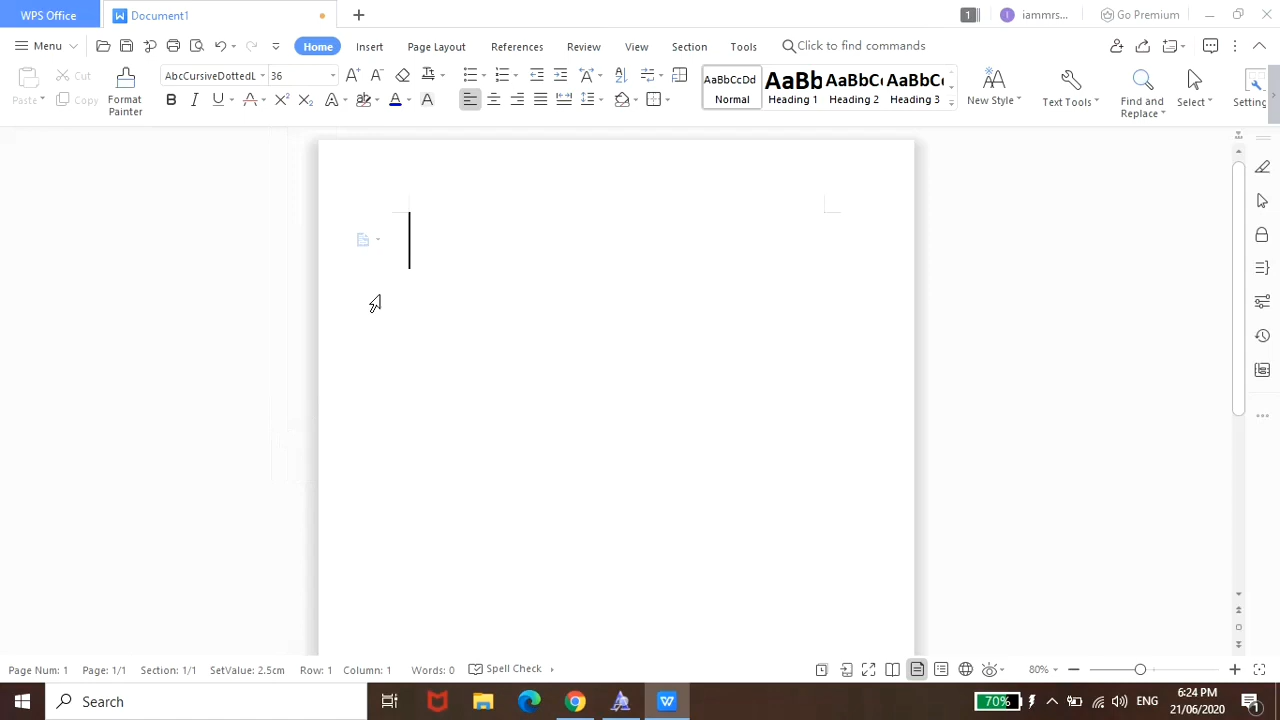 WPS Office Document1 1 iammrs... Go Premium
Menu Home Insert Page Layout References Review View Section Tools Click to find commands
Paste Cut Copy Format Painter AbcCursiveDottedL 36 AaBbCcDd Normal AaBb Heading 1 AaBbC Heading 2 AaBbC Heading 3 New Style Text Tools Find and Replace Select Setting
Page Num: 1 Page: 1/1 Section: 1/1 SetValue: 2.5cm Row: 1 Column: 1 Words: 0 Spell Check 80%
Search 70% ENG 6:24 PM
21/06/2020 1